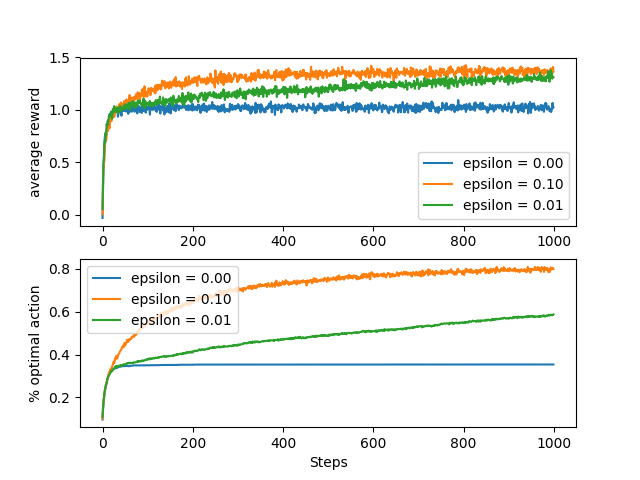 1.5
1.0
0.5
0.0
average reward
epsilon = 0.00
epsilon = 0.10
epsilon = 0.01
0 200 400 600 800 1000
0.8
0.6
0.4
0.2
% optimal action
epsilon = 0.00
epsilon = 0.10
epsilon = 0.01
0 200 400 600 800 1000
Steps